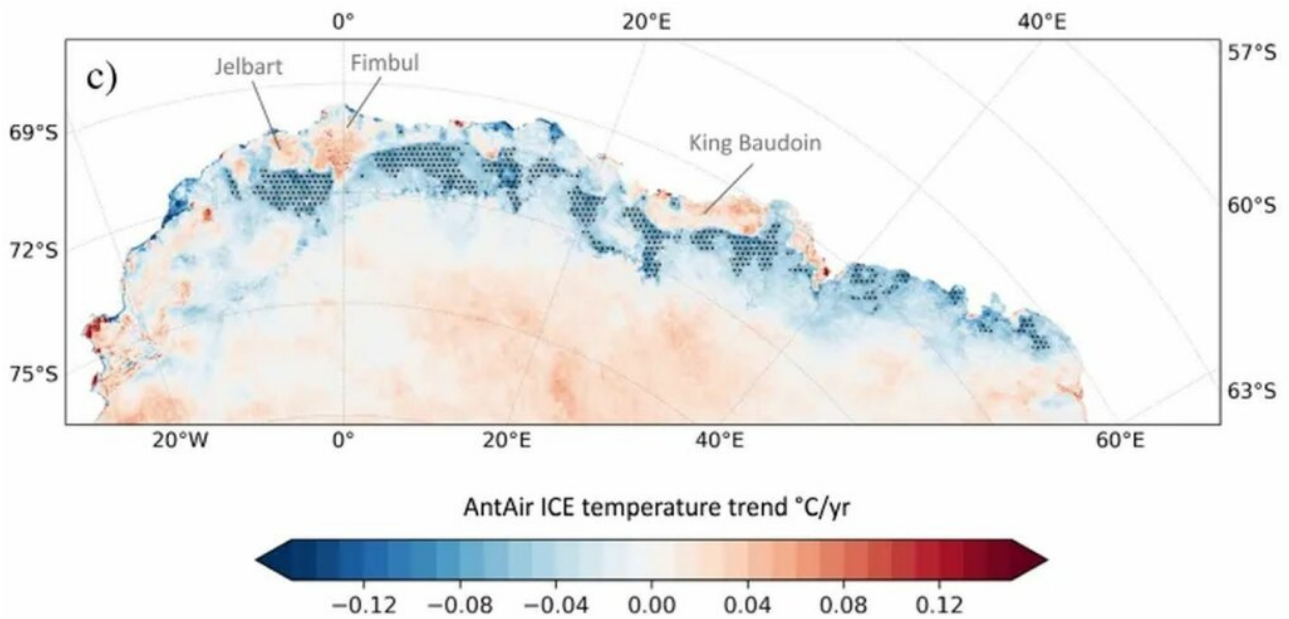 0° 20°E 40°E
c) Jelbart Fimbul 57°S
69°S King Baudoin
60°S
72°S
75°S 63°S
20°W 0° 20°E 40°E 60°E
AntAir ICE temperature trend °C/yr
−0.12 −0.08 −0.04 0.00 0.04 0.08 0.12